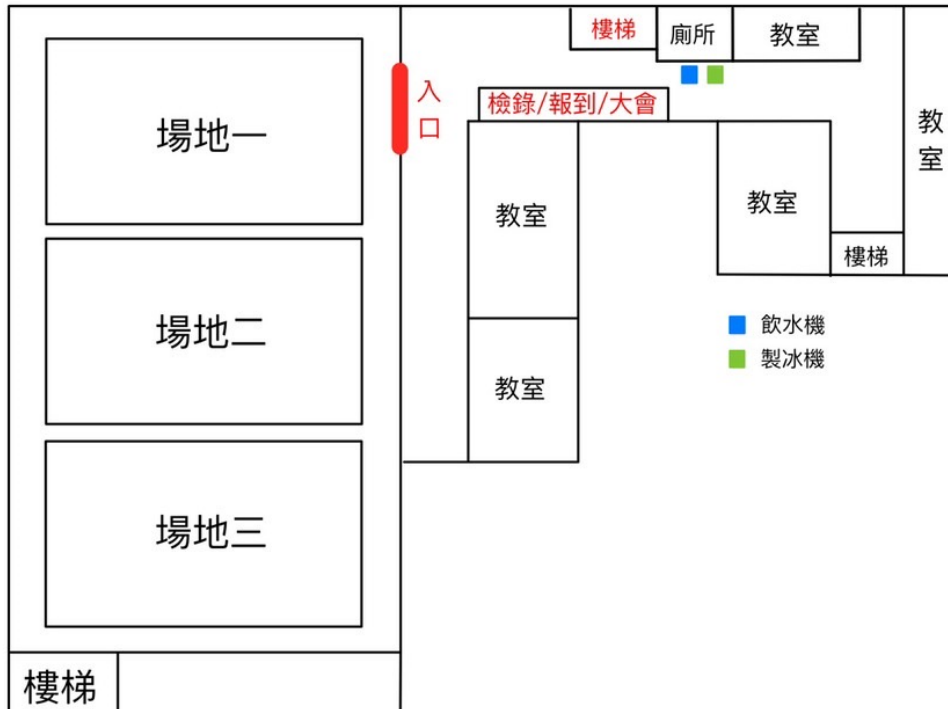 樓梯
廁所
教室
場地一
入
口
檢錄/報到/大會
教
室
教室
教室
樓梯
場地二
飲水機
製冰機
教室
場地三
樓梯